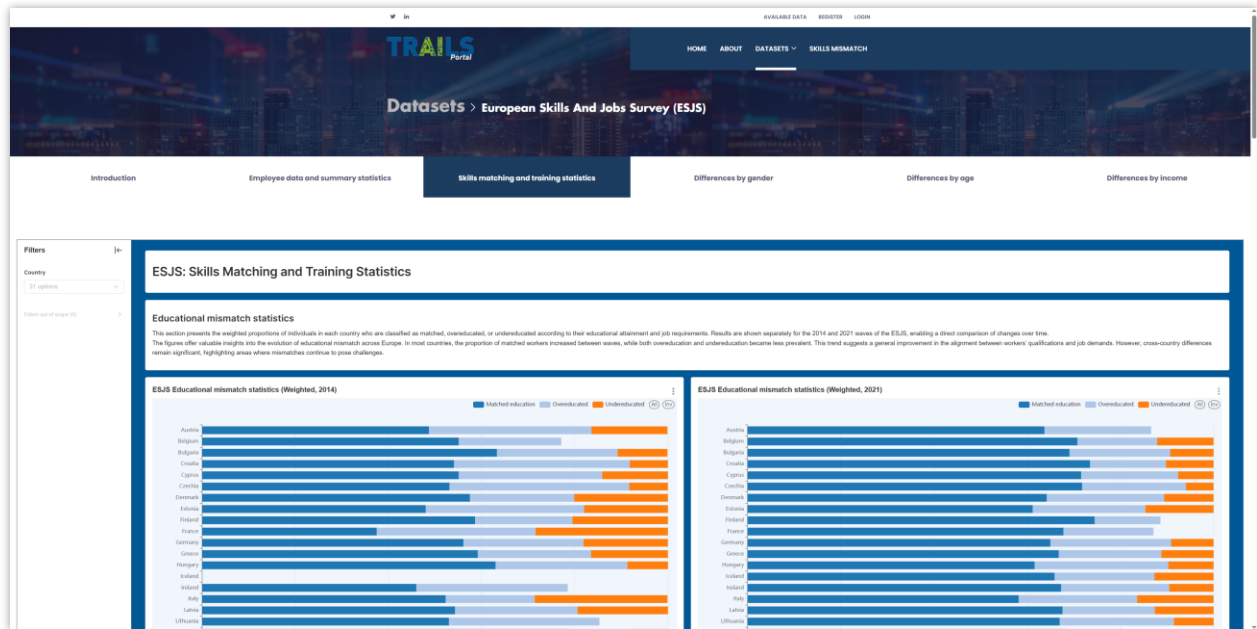 AVAILABLE DATA REGISTER LOGIN
TRAILS
Portal
HOME ABOUT DATASETS SKILLS MISMATCH
Datasets > European Skills And Jobs Survey (ESJS)
Introduction Employee data and summary statistics Skills matching and training statistics Differences by gender Differences by age Differences by income
Filters
Country
31 options
Filters out of scope (0)
ESJS: Skills Matching and Training Statistics
Educational mismatch statistics
This section presents the weighted proportions of individuals in each country who are classified as matched, overeducated, or undereducated according to their educational attainment and job requirements. Results are shown separately for the 2014 and 2021 waves of the ESJS, enabling a direct comparison of changes over time.
The figures offer valuable insights into the evolution of educational mismatch across Europe. In most countries, the proportion of matched workers increased between waves, while both overeducation and undereducation became less prevalent. This trend suggests a general improvement in the alignment between workers' qualifications and job demands. However, cross-country differences
remain significant, highlighting areas where mismatches continue to pose challenges.
ESJS Educational mismatch statistics (Weighted, 2014)
Matched education Overeducated Undereducated All Inv
Austria
Belgium
Bulgaria
Croatia
Cyprus
Czechia
Denmark
Estonia
Finland
France
Germany
Greece
Hungary
Iceland
Ireland
Italy
Latvia
Lithuania
ESJS Educational mismatch statistics (Weighted, 2021)
Matched education Overeducated Undereducated All Inv
Austria
Belgium
Bulgaria
Croatia
Cyprus
Czechia
Denmark
Estonia
Finland
France
Germany
Greece
Hungary
Iceland
Ireland
Italy
Latvia
Lithuania